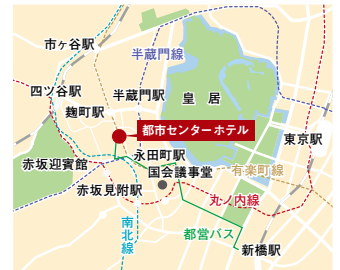 市ヶ谷駅
半蔵門線
四ツ谷駅
半蔵門駅
皇居
麹町駅
都市センターホテル
東京駅
永田町駅
赤坂迎賓館
国会議事堂
有楽町線
赤坂見附駅
丸ノ内線
南北線
都営バス
新橋駅